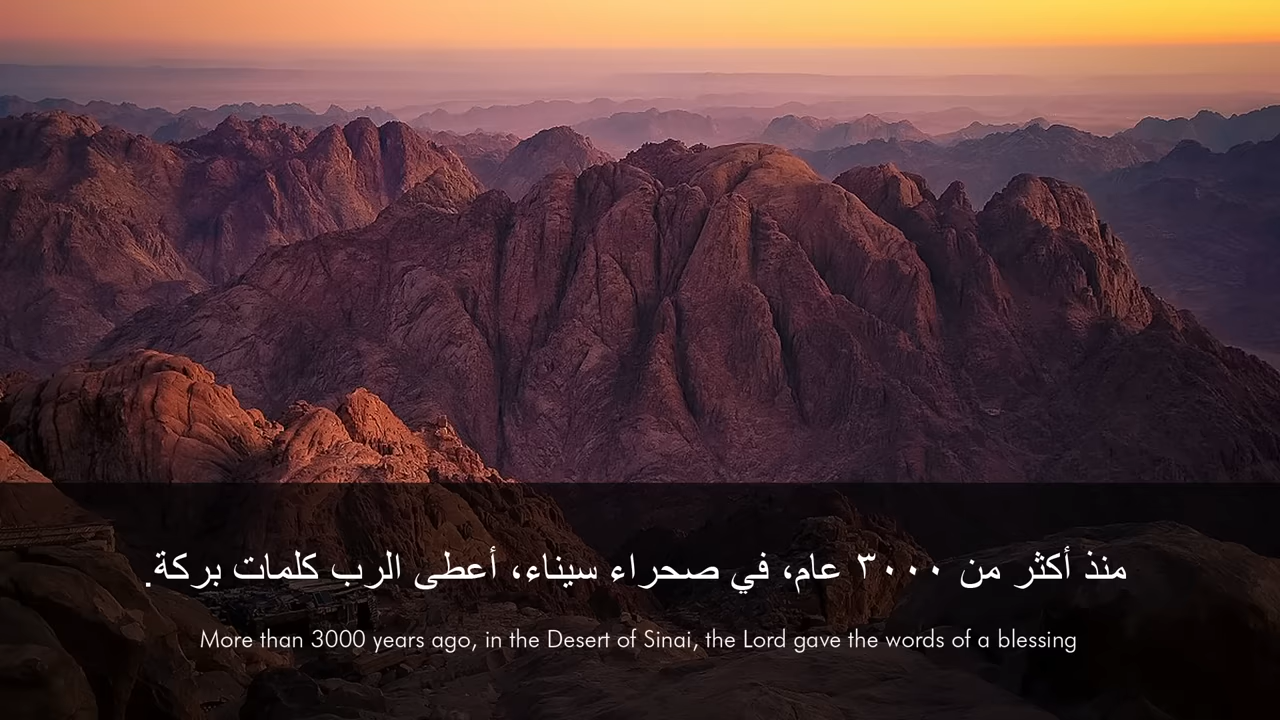 منذ أكثر من ٣٠٠٠ عام، في صحراء سيناء، أعطى الرب كلمات بركة.
More than 3000 years ago, in the Desert of Sinai, the Lord gave the words of a blessing